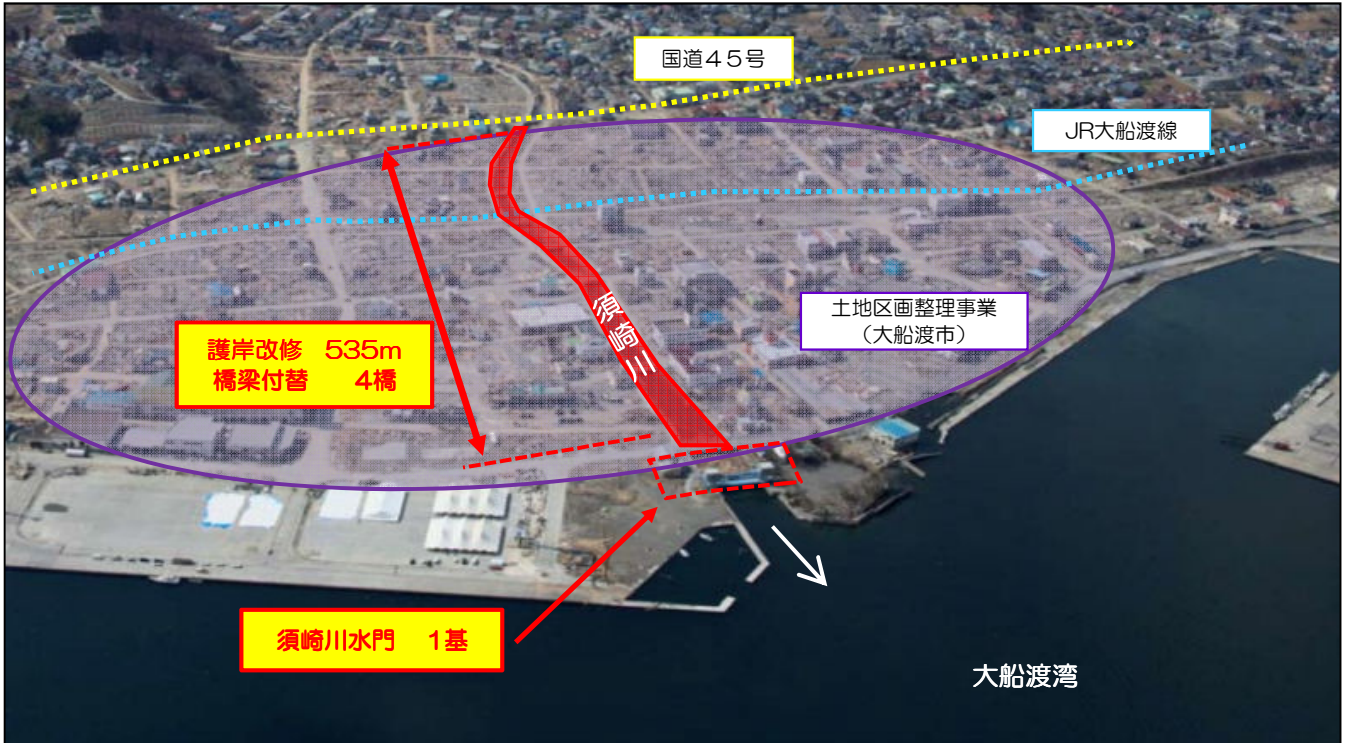 国道４５号
JR大船渡線
須崎川
土地区画整理事業
（大船渡市）
護岸改修　535m
橋梁付替　　4橋
須崎川水門　1基
大船渡湾